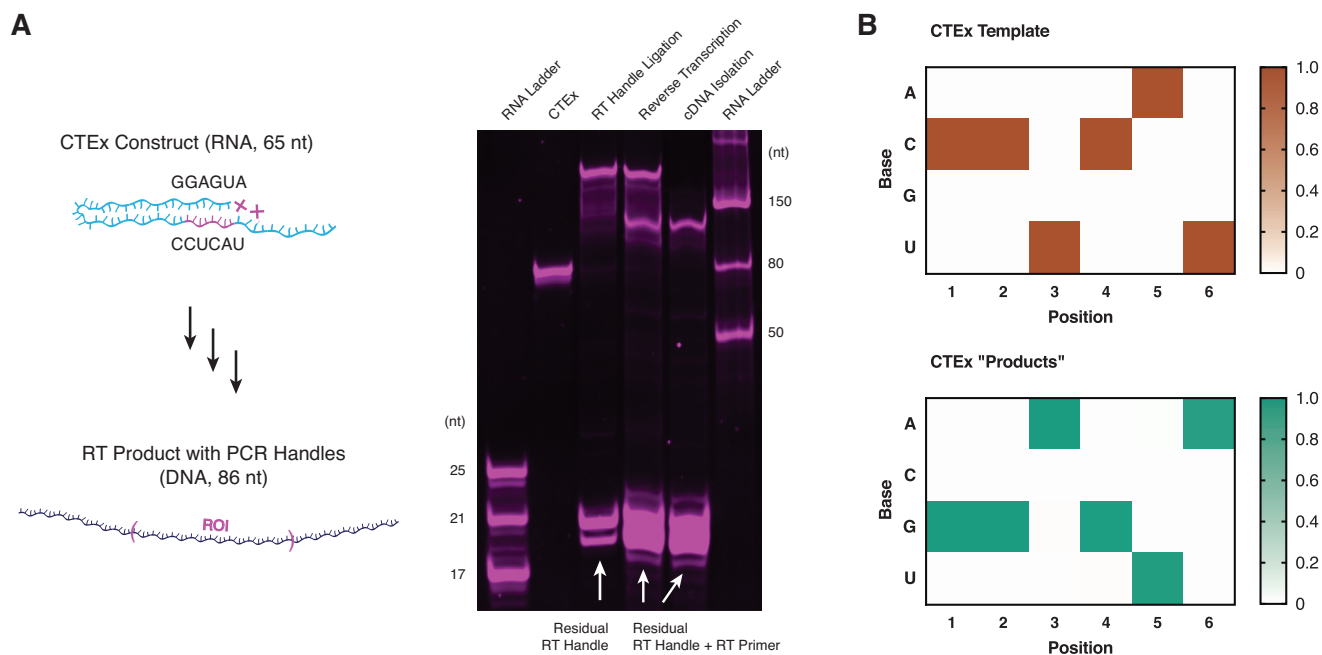 A
CTEx Construct (RNA, 65 nt)
GGAGUA
CCUCAU
RT Product with PCR Handles
(DNA, 86 nt)
ROI
RNA Ladder
CTEx
RT Handle Ligation
Reverse Transcription
cDNA Isolation
RNA Ladder
(nt)
150
80
50
(nt)
25
21
17
Residual
RT Handle
Residual
RT Handle + RT Primer
B
CTEx Template
Base
A
C
G
U
1 2 3 4 5 6
Position
1.0
0.8
0.6
0.4
0.2
0
CTEx "Products"
Base
A
C
G
U
1 2 3 4 5 6
Position
1.0
0.8
0.6
0.4
0.2
0